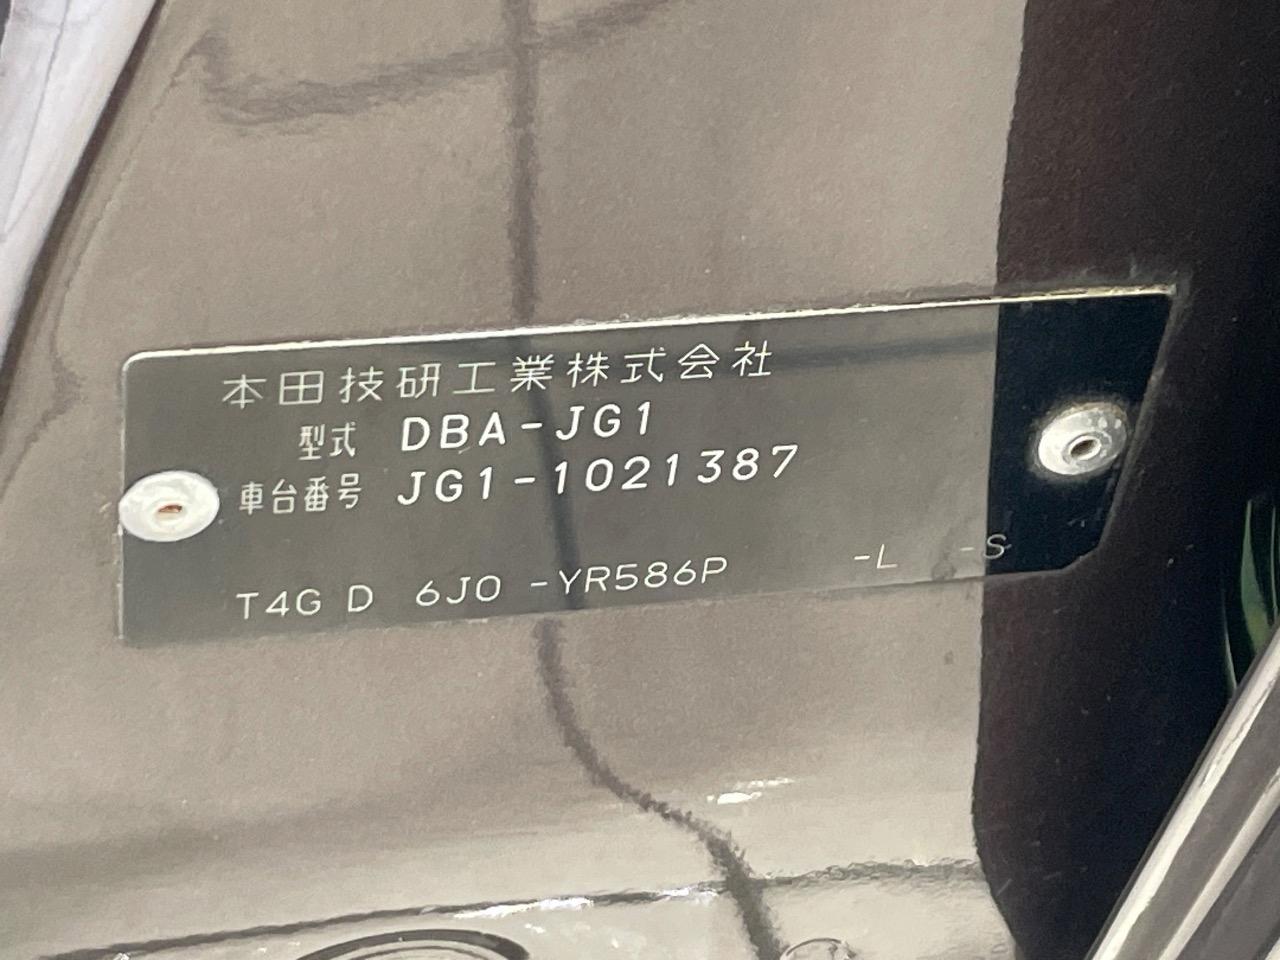 本田技研工業株式会社
型式 DBA-JG1
車台番号 JG1-1021387
T4G D 6J0 -YR586P -L -S